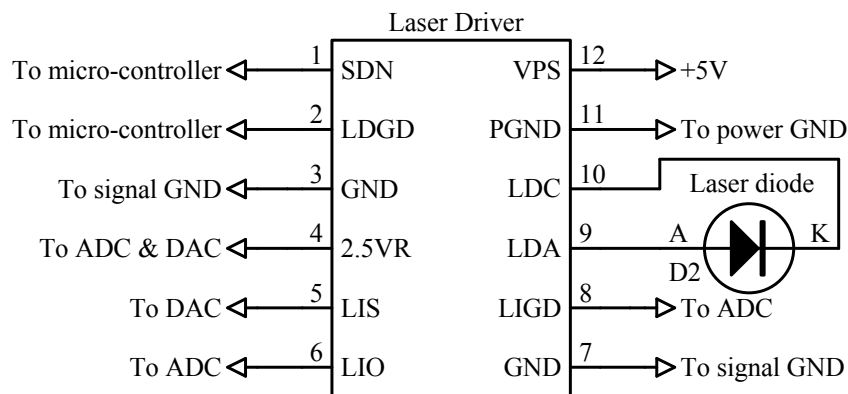 Laser Driver
To micro-controller 1 SDN VPS 12 +5V
To micro-controller 2 LDGD PGND 11 To power GND
To signal GND 3 GND LDC 10
Laser diode
To ADC & DAC 4 2.5VR LDA 9 A K
D2
To DAC 5 LIS LIGD 8 To ADC
To ADC 6 LIO GND 7 To signal GND